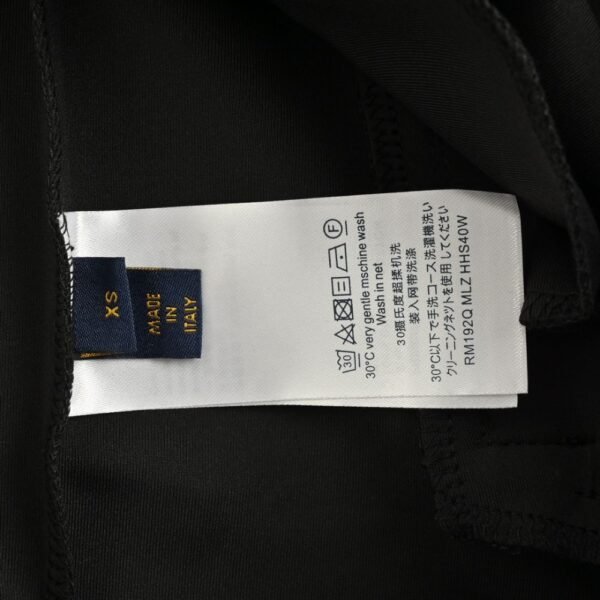 XS
MADE
IN
ITALY
30
F
30°C very gentle mschine wash
Wash in net
30摄氏度超揉机洗
装入网带洗涤
30°C以下で手洗コース洗濯機洗い
クリーニングネットを使用してください
RM192Q MLZ HHS40W